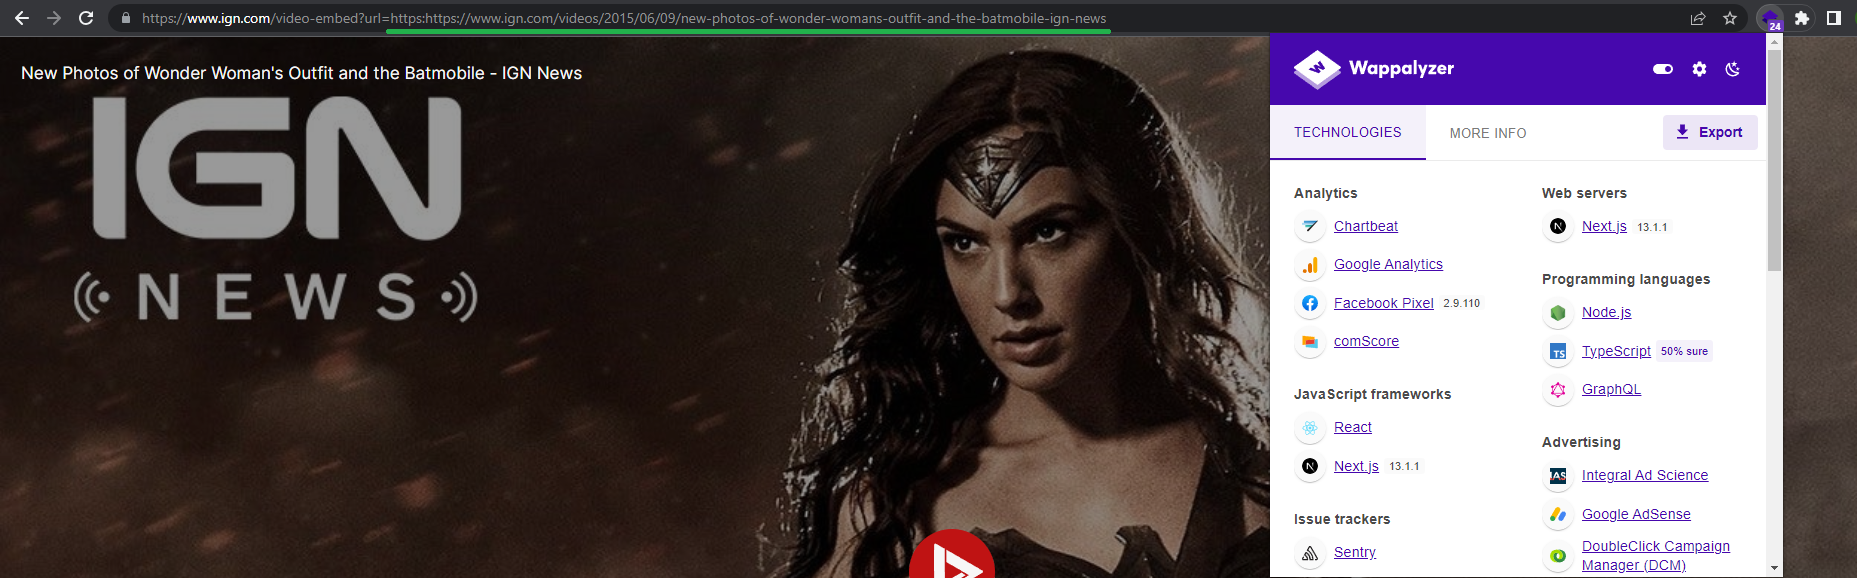 https://www.ign.com/video-embed?url=https:https://www.ign.com/videos/2015/06/09/new-photos-of-wonder-womans-outfit-and-the-batmobile-ign-news
24
New Photos of Wonder Woman's Outfit and the Batmobile - IGN News
IGN
NEWS
Wappalyzer
TECHNOLOGIES
MORE INFO
Export
Analytics
Chartbeat
Google Analytics
Facebook Pixel 2.9.110
comScore
JavaScript frameworks
React
N Next.js 13.1.1
Issue trackers
Sentry
Web servers
N Next.js 13.1.1
Programming languages
Node.js
TS TypeScript 50% sure
GraphQL
Advertising
IAS Integral Ad Science
Google AdSense
DoubleClick Campaign
Manager (DCM)